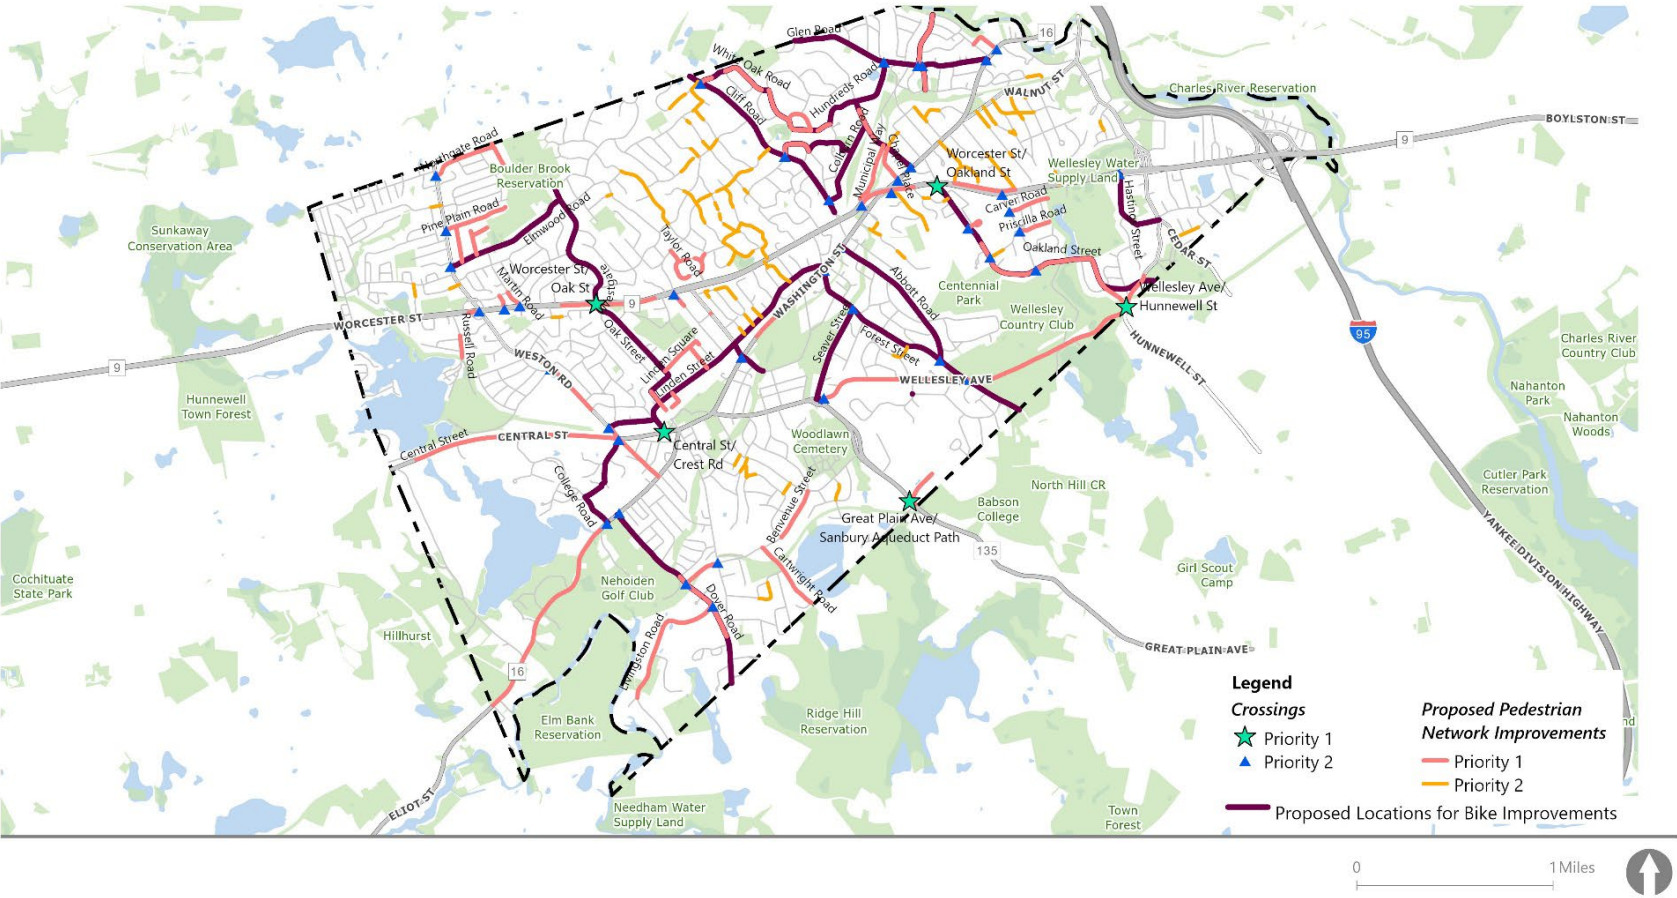 Glen Road
16
White Oak Road
Cliff Road
Hundreds Road
WALNUT ST
Charles River Reservation
BOYLSTON ST
9
Northgate Road
Boulder Brook
Reservation
Municipal Way
Worcester St/
Oakland St
Wellesley Water
Supply Land
Carver Road
Priscilla Road
Hastings Street
CEDAR ST
Sunkaway
Conservation Area
Pine Plain Road
Elmwood Road
Taylor Road
Oakland Street
Worcester St/
Oak St
Martin Road
9
WORCESTER ST
WASHINGTON ST
Abbott Road
Centennial
Park
Wellesley
Country Club
Wellesley Ave/
Hunnewell St
95
Charles River
Country Club
9
Russell Road
WESTON RD
Oak Street
Linden Square
Linden Street
Seaver Street
Forest Street
WELLESLEY AVE
HUNNEWELL ST
Hunnewell
Town Forest
Nahanton
Park
Nahanton
Woods
Central Street
CENTRAL ST
Central St/
Crest Rd
Woodlawn
Cemetery
College Road
Benvenue Street
North Hill CR
Babson
College
Cutler Park
Reservation
Great Plain Ave/
Sanbury Aqueduct Path
135
YANKEE DIVISION HIGHWAY
Cochituate
State Park
Nehoiden
Golf Club
Cartwright Road
Girl Scout
Camp
Dover Road
Hillhurst
Livingston Road
16
GREAT PLAIN AVE
Elm Bank
Reservation
Ridge Hill
Reservation
ELIOT ST
Needham Water
Supply Land
Town
Forest
Legend
Crossings
Priority 1
Priority 2
Proposed Pedestrian
Network Improvements
Priority 1
Priority 2
Proposed Locations for Bike Improvements
0
1 Miles